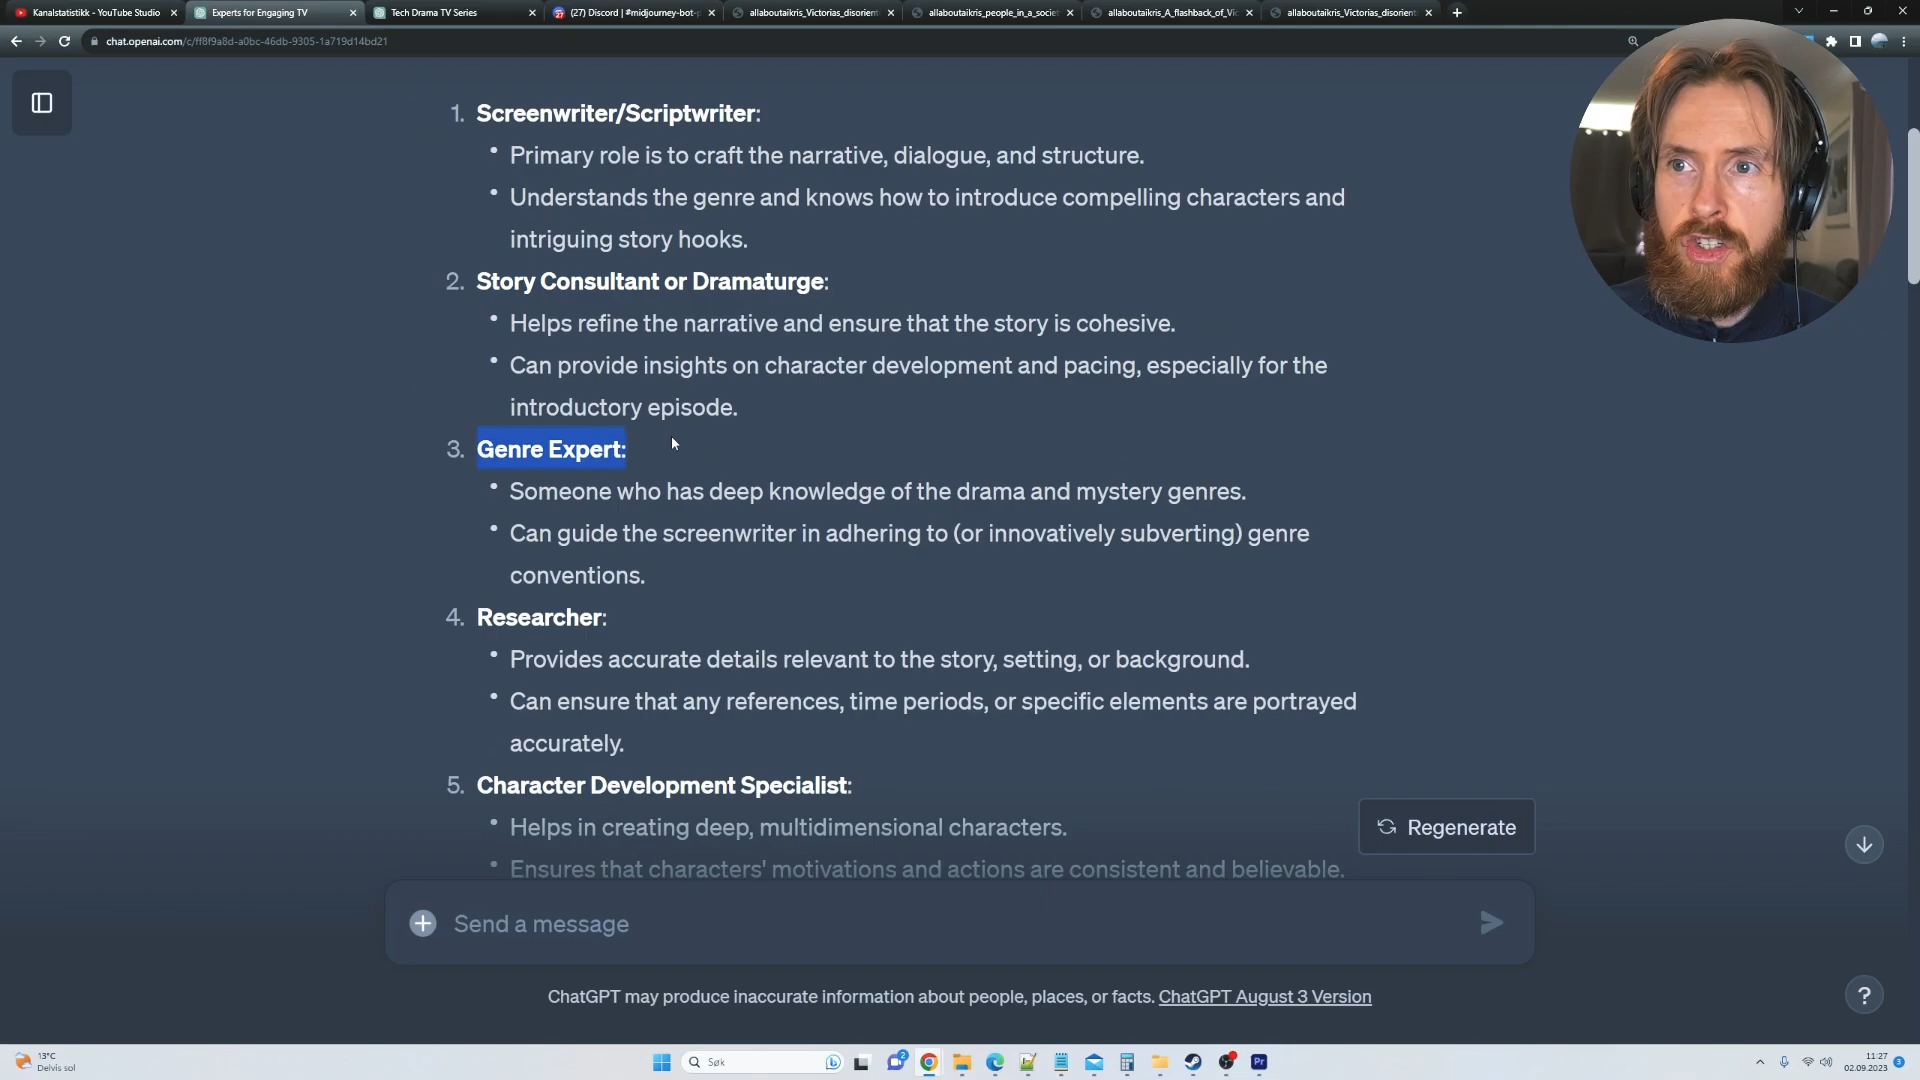 Kanalstatistikk - YouTube Studio
Experts for Engaging TV
Tech Drama TV Series
(27) Discord | #midjourney-bot-p
allaboutaikris_Victorias_disorient
allaboutaikris_people_in_a_societ
allaboutaikris_A_flashback_of_Vic
allaboutaikris_Victorias_disorient
chat.openai.com/c/ff8f9a8d-a0bc-46db-9305-1a719d14bd21
1. Screenwriter/Scriptwriter:
• Primary role is to craft the narrative, dialogue, and structure.
• Understands the genre and knows how to introduce compelling characters and
intriguing story hooks.
2. Story Consultant or Dramaturge:
• Helps refine the narrative and ensure that the story is cohesive.
• Can provide insights on character development and pacing, especially for the
introductory episode.
3. Genre Expert:
• Someone who has deep knowledge of the drama and mystery genres.
• Can guide the screenwriter in adhering to (or innovatively subverting) genre
conventions.
4. Researcher:
• Provides accurate details relevant to the story, setting, or background.
• Can ensure that any references, time periods, or specific elements are portrayed
accurately.
5. Character Development Specialist:
• Helps in creating deep, multidimensional characters.
Regenerate
• Ensures that characters' motivations and actions are consistent and believable.
Send a message
ChatGPT may produce inaccurate information about people, places, or facts. ChatGPT August 3 Version
?
13°C
Delvis sol
Søk
2
Pr
11:27
02.09.2023
3